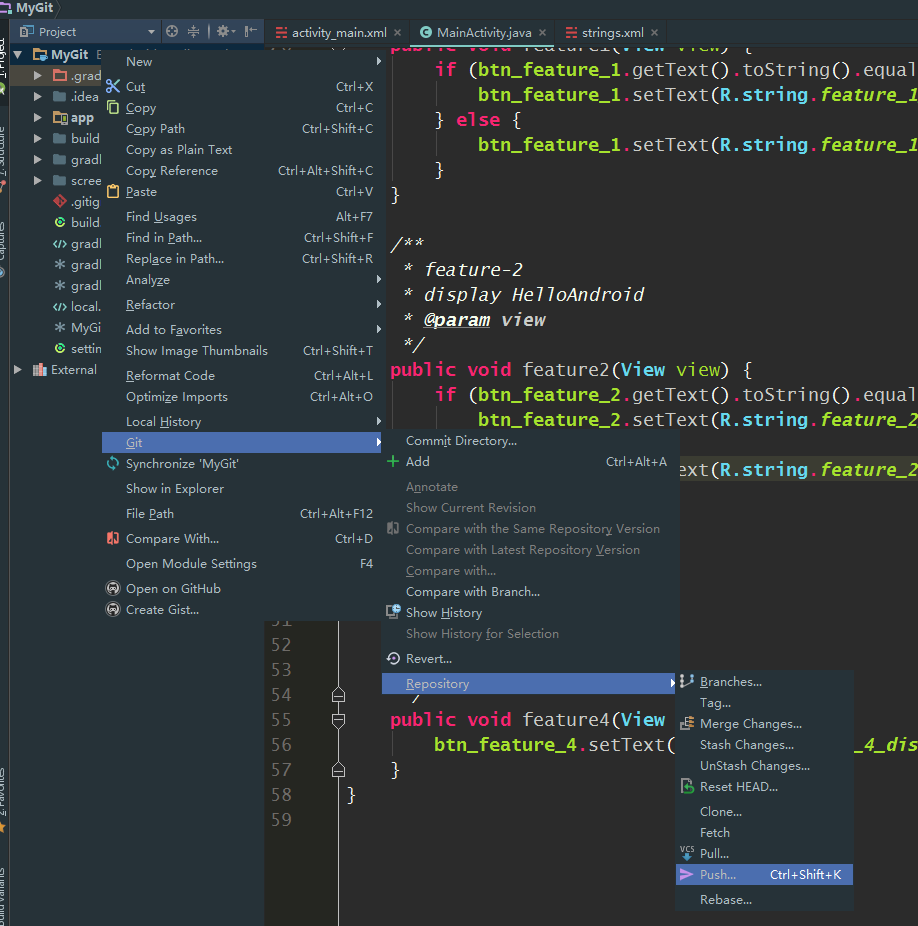 MyGit
Project
activity_main.xml
MainActivity.java
strings.xml
MyGit
.grad
.idea
app
build
gradl
scree
.gitig
build
gradl
gradl
gradl
local.
MyGi
settin
External
New
Cut Ctrl+X
Copy Ctrl+C
Copy Path Ctrl+Shift+C
Copy as Plain Text
Copy Reference Ctrl+Alt+Shift+C
Paste Ctrl+V
Find Usages Alt+F7
Find in Path... Ctrl+Shift+F
Replace in Path... Ctrl+Shift+R
Analyze
Refactor
Add to Favorites
Show Image Thumbnails Ctrl+Shift+T
Reformat Code Ctrl+Alt+L
Optimize Imports Ctrl+Alt+O
Local History
Git
Synchronize 'MyGit'
Show in Explorer
File Path Ctrl+Alt+F12
Compare With... Ctrl+D
Open Module Settings F4
Open on GitHub
Create Gist...
Commit Directory...
Add Ctrl+Alt+A
Annotate
Show Current Revision
Compare with the Same Repository Version
Compare with Latest Repository Version
Compare with...
Compare with Branch...
Show History
Show History for Selection
Revert...
Repository
Branches...
Tag...
Merge Changes...
Stash Changes...
UnStash Changes...
Reset HEAD...
Clone...
Fetch
VCS Pull...
Push... Ctrl+Shift+K
Rebase...
public void feature1(View view) {
if (btn_feature_1.getText().toString().equal
btn_feature_1.setText(R.string.feature_1
} else {
btn_feature_1.setText(R.string.feature_1
}
}
/**
* feature-2
* display HelloAndroid
* @param view
*/
public void feature2(View view) {
if (btn_feature_2.getText().toString().equal
btn_feature_2.setText(R.string.feature_2
ext(R.string.feature_2
51
52
53
54 /
55 public void feature4(View
56 btn_feature_4.setText( _4_dis
57 }
58 }
59